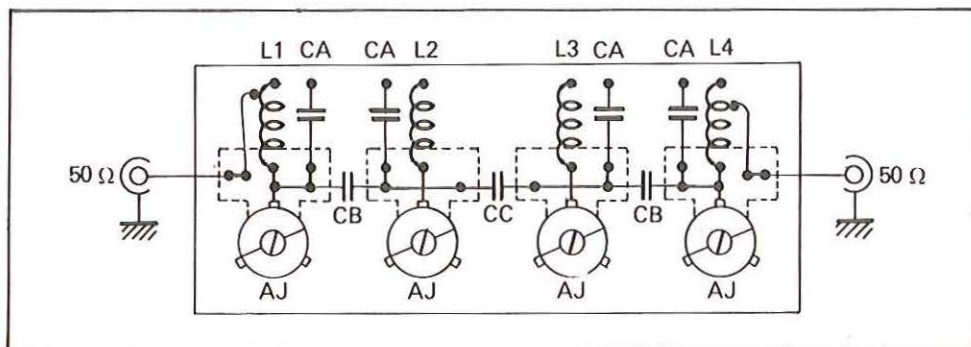 L1 CA CA L2 L3 CA CA L4
50 Ω 50 Ω
CB CC CB
AJ AJ AJ AJ